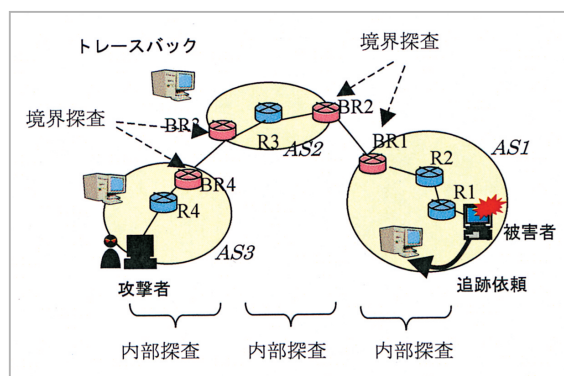 トレースバック
境界探査
境界探査
BR2
BR3
R3
AS2
BR1
AS1
R2
R1
BR4
R4
AS3
被害者
追跡依頼
攻撃者
内部探査
内部探査
内部探査